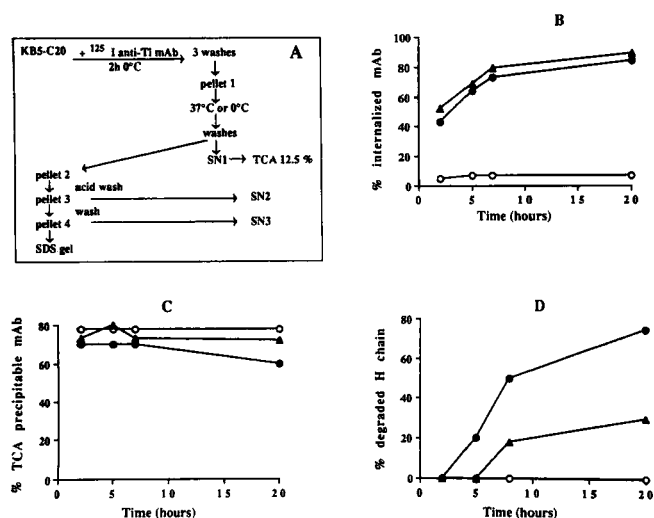 A
KB5-C20 + 125 I anti-TI mAb 3 washes
2h 0°C
pellet 1
37°C or 0°C
washes
SN1 → TCA 12.5 %
pellet 2
acid wash
pellet 3 → SN2
wash
pellet 4 → SN3
SDS gel
B
% internalized mAb
100
80
60
40
20
0
0 5 10 15 20
Time (hours)
C
% TCA precipitable mAb
80
60
40
20
0
0 5 10 15 20
Time (hours)
D
% degraded H chain
80
60
40
20
0
0 5 10 15 20
Time (hours)